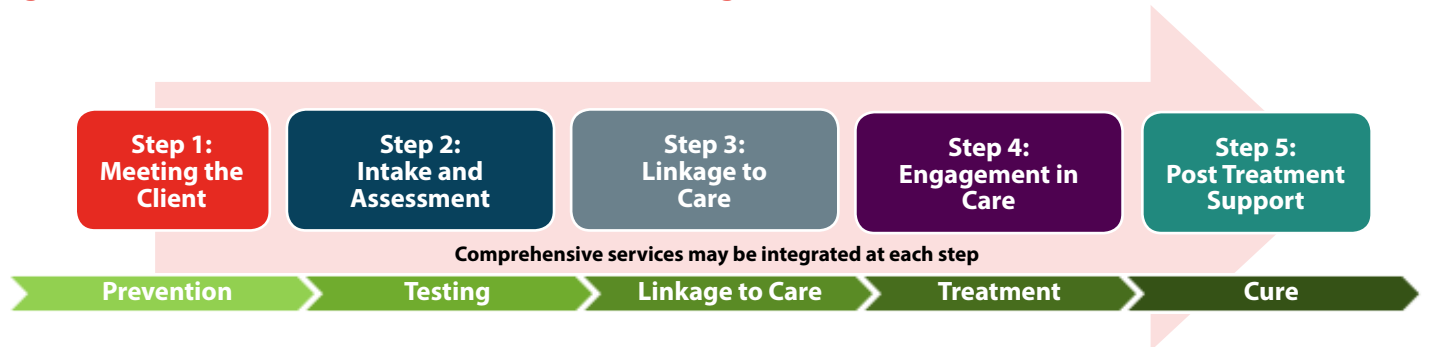 Step 1:
Meeting the
Client
Step 2:
Intake and
Assessment
Step 3:
Linkage to
Care
Step 4:
Engagement in
Care
Step 5:
Post Treatment
Support
Comprehensive services may be integrated at each step
Prevention
Testing
Linkage to Care
Treatment
Cure